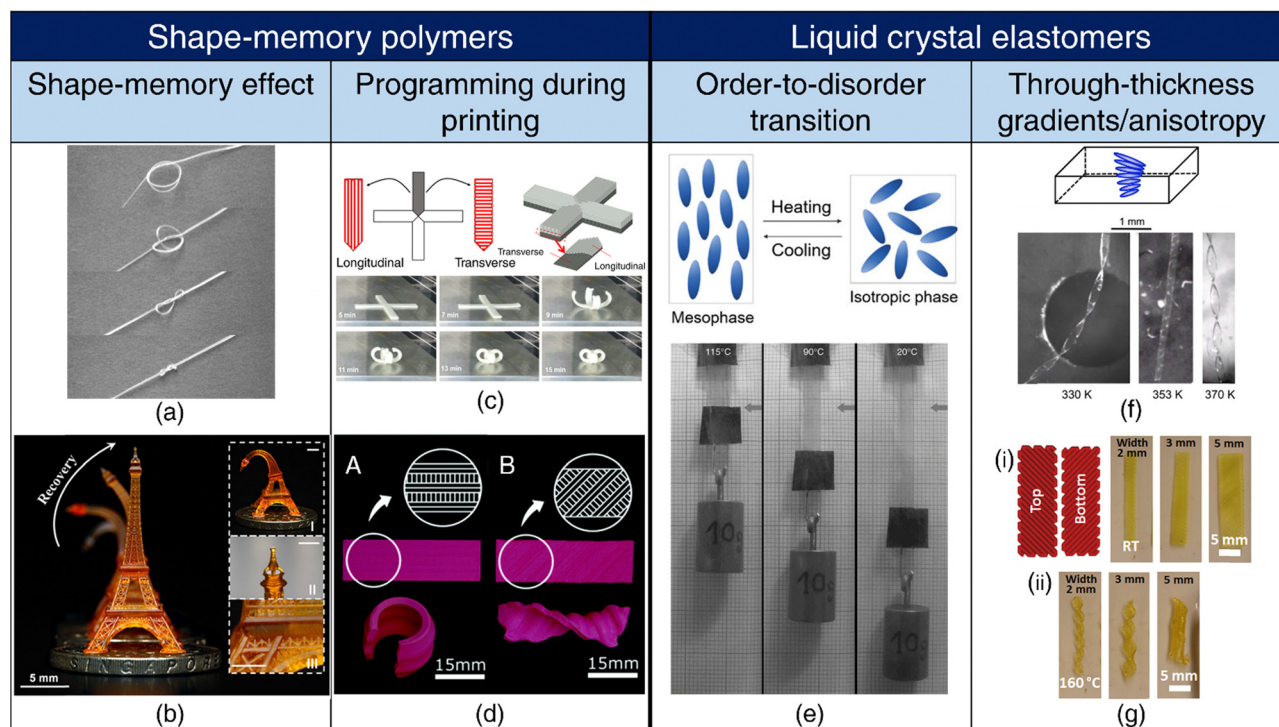 Shape-memory polymers
Liquid crystal elastomers
Shape-memory effect
Programming during
printing
Order-to-disorder
transition
Through-thickness
gradients/anisotropy
(a)
Recovery
I
II
III
SINGAPORE
5 mm
(b)
Longitudinal
Transverse
Transverse
Longitudinal
5 min
7 min
9 min
11 min
13 min
15 min
(c)
A
B
15mm
15mm
(d)
Heating
Cooling
Mesophase
Isotropic phase
115°C
90°C
20°C
10g
10g
10g
(e)
1 mm
330 K
353 K
370 K
(f)
(i)
Top
Bottom
Width
2 mm
3 mm
5 mm
RT
5 mm
(ii)
Width
2 mm
3 mm
5 mm
160 °C
5 mm
(g)